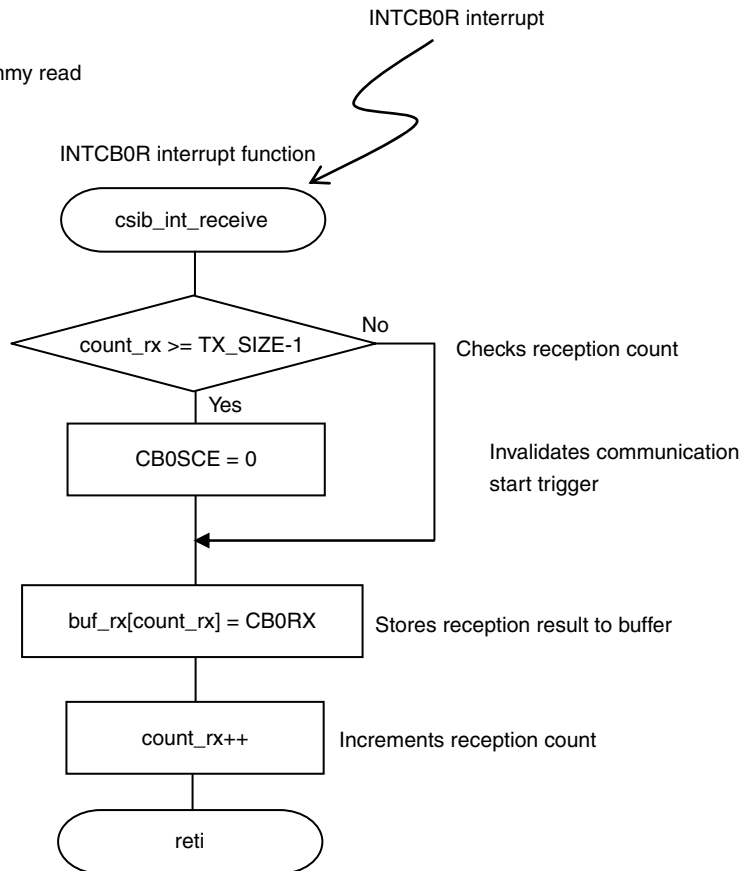 INTCB0R interrupt
read
INTCB0R interrupt function
csib_int_receive
count_rx >= TX_SIZE-1
No
Checks reception count
Yes
CB0SCE = 0
Invalidates communication
start trigger
buf_rx[count_rx] = CB0RX
Stores reception result to buffer
count_rx++
Increments reception count
reti